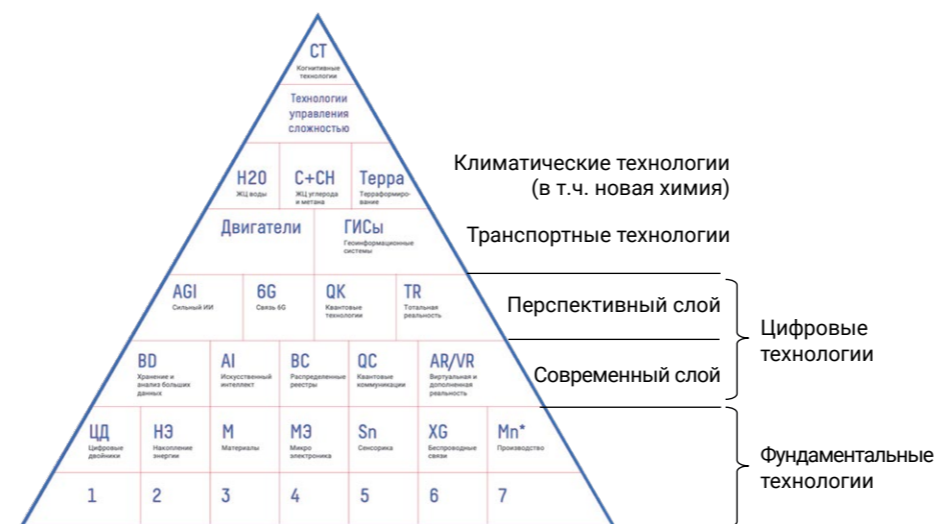 СТ
Когнитивные
технологии
Технологии
управления
сложностью
H2O
ЖЦ воды
C+CH
ЖЦ углерода
и метана
Терра
Терраформиро-
вание
Климатические технологии
(в т.ч. новая химия)
Двигатели
ГИСы
Геоинформационные
системы
Транспортные технологии
AGI
Сильный ИИ
6G
Связь 6G
QK
Квантовые
технологии
TR
Тотальная
реальность
Перспективный слой
BD
Хранение и
анализ больших
данных
AI
Искусственный
интеллект
BC
Распределенные
реестры
QC
Квантовые
коммуникации
AR/VR
Виртуальная и
дополненная
реальность
Современный слой
Цифровые
технологии
ЦД
Цифровые
двойники
НЭ
Накопление
энергии
М
Материалы
МЭ
Микро
электроника
Sn
Сенсорика
XG
Беспроводные
связи
Mn*
Производство
1
2
3
4
5
6
7
Фундаментальные
технологии